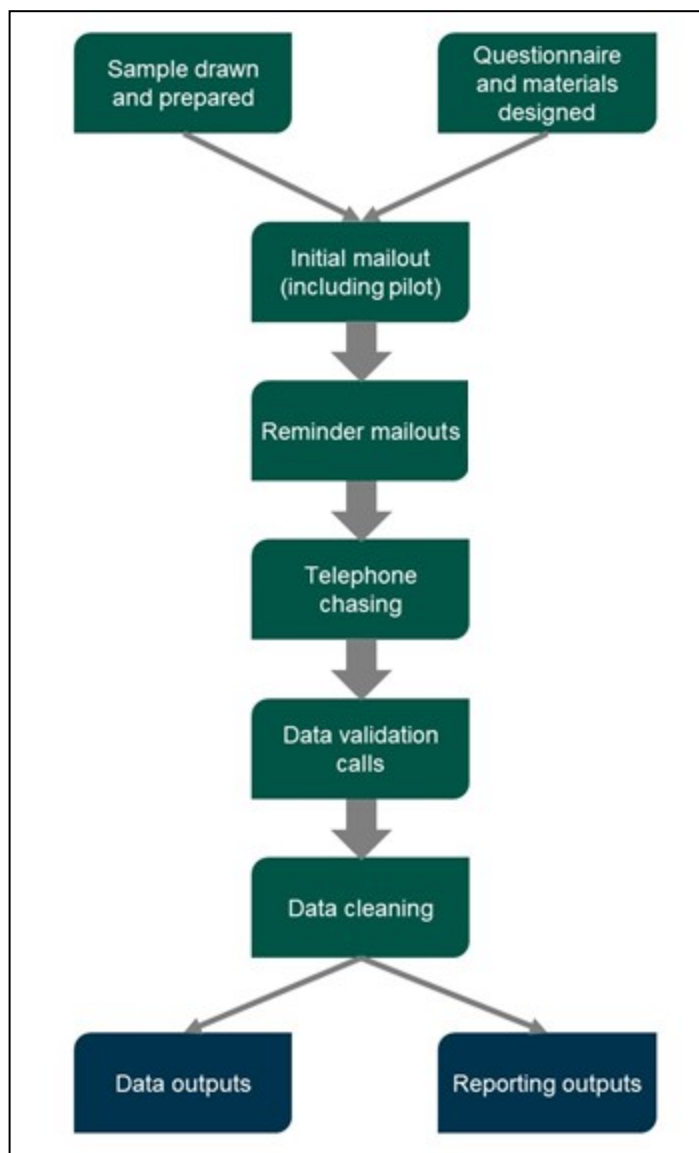 Sample drawn
and prepared
Questionnaire
and materials
designed
Initial mailout
(including pilot)
Reminder mailouts
Telephone
chasing
Data validation
calls
Data cleaning
Data outputs
Reporting outputs